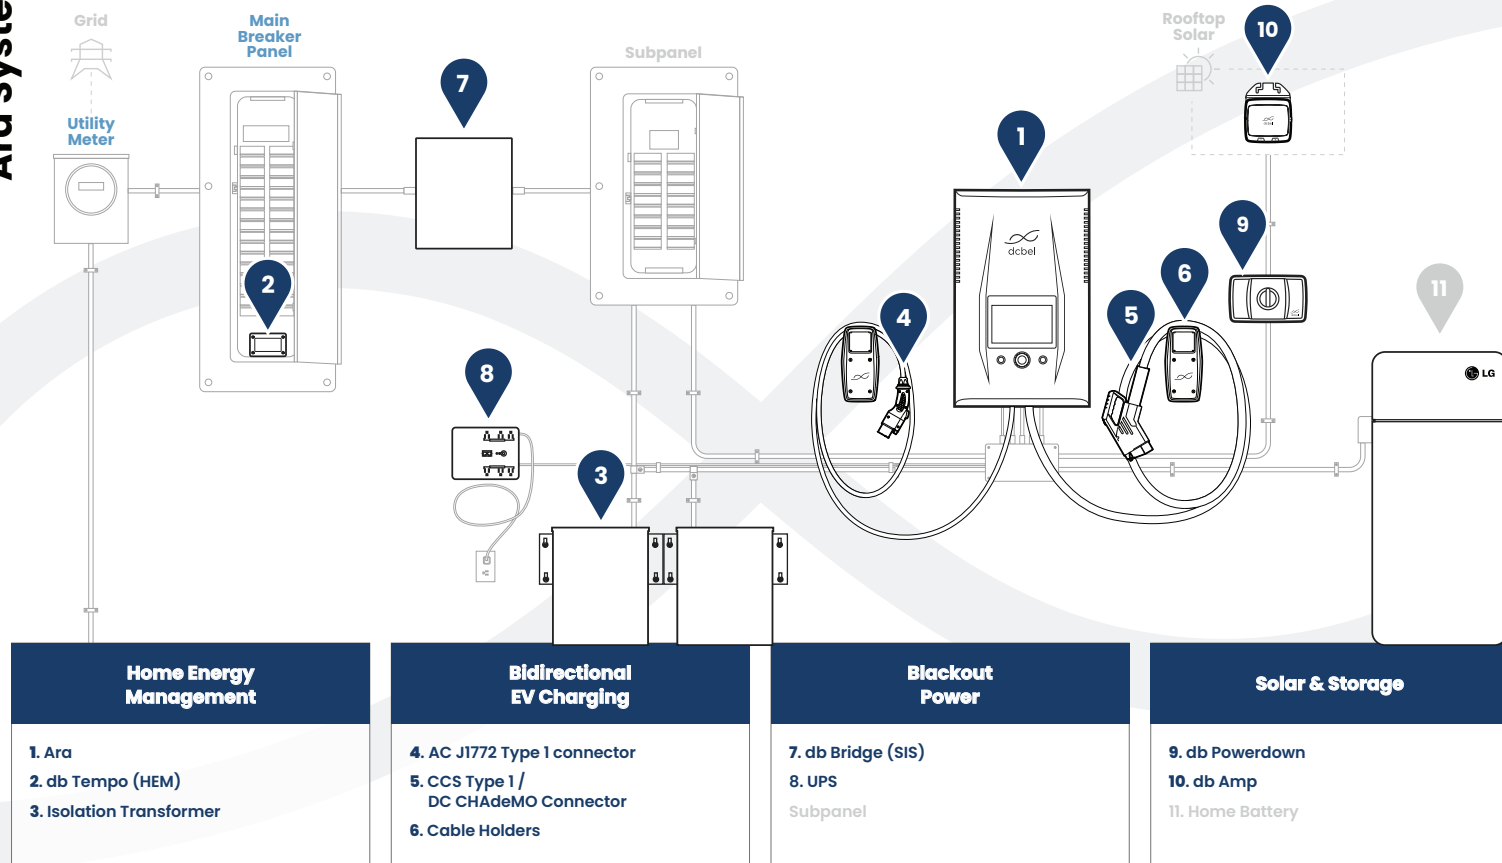 Ara Syste
Grid
Main
Breaker
Panel
Subpanel
Rooftop
Solar
10
7
Utility
Meter
1
9
2
6
11
5
4
dcbel
8
LG
3
Home Energy
Management
1. Ara
2. db Tempo (HEM)
3. Isolation Transformer
Bidirectional
EV Charging
4. AC J1772 Type 1 connector
5. CCS Type 1 /
DC CHAdeMO Connector
6. Cable Holders
Blackout
Power
7. db Bridge (SIS)
8. UPS
Subpanel
Solar & Storage
9. db Powerdown
10. db Amp
11. Home Battery